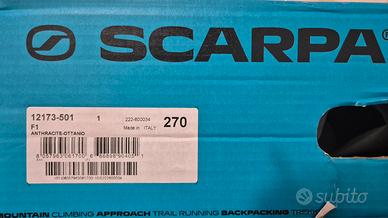 SCARPA
12173-501 1 222-600034 270
F1 Made in ITALY
ANTHRACITE-OTTANIO
MOUNTAIN CLIMBING APPROACH TRAIL RUNNING BACKPACKING
subito